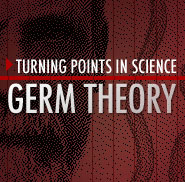 TURNING POINTS IN SCIENCE
GERM THEORY